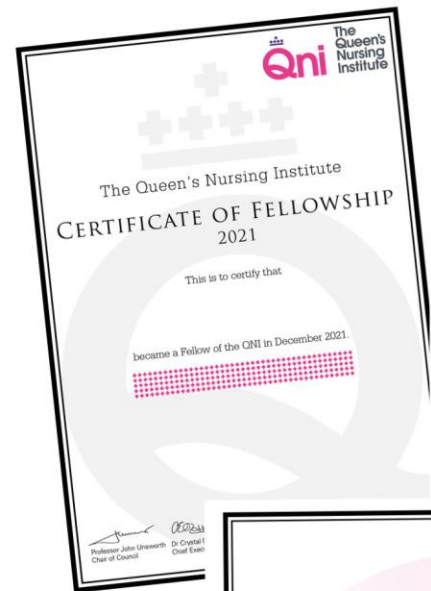 Qni
The
Queen's
Nursing
Institute
The Queen's Nursing Institute
CERTIFICATE OF FELLOWSHIP
2021
This is to certify that
became a Fellow of the QNI in December 2021.
Professor John Unsworth
Chair of Council
Dr Crystal
Chief